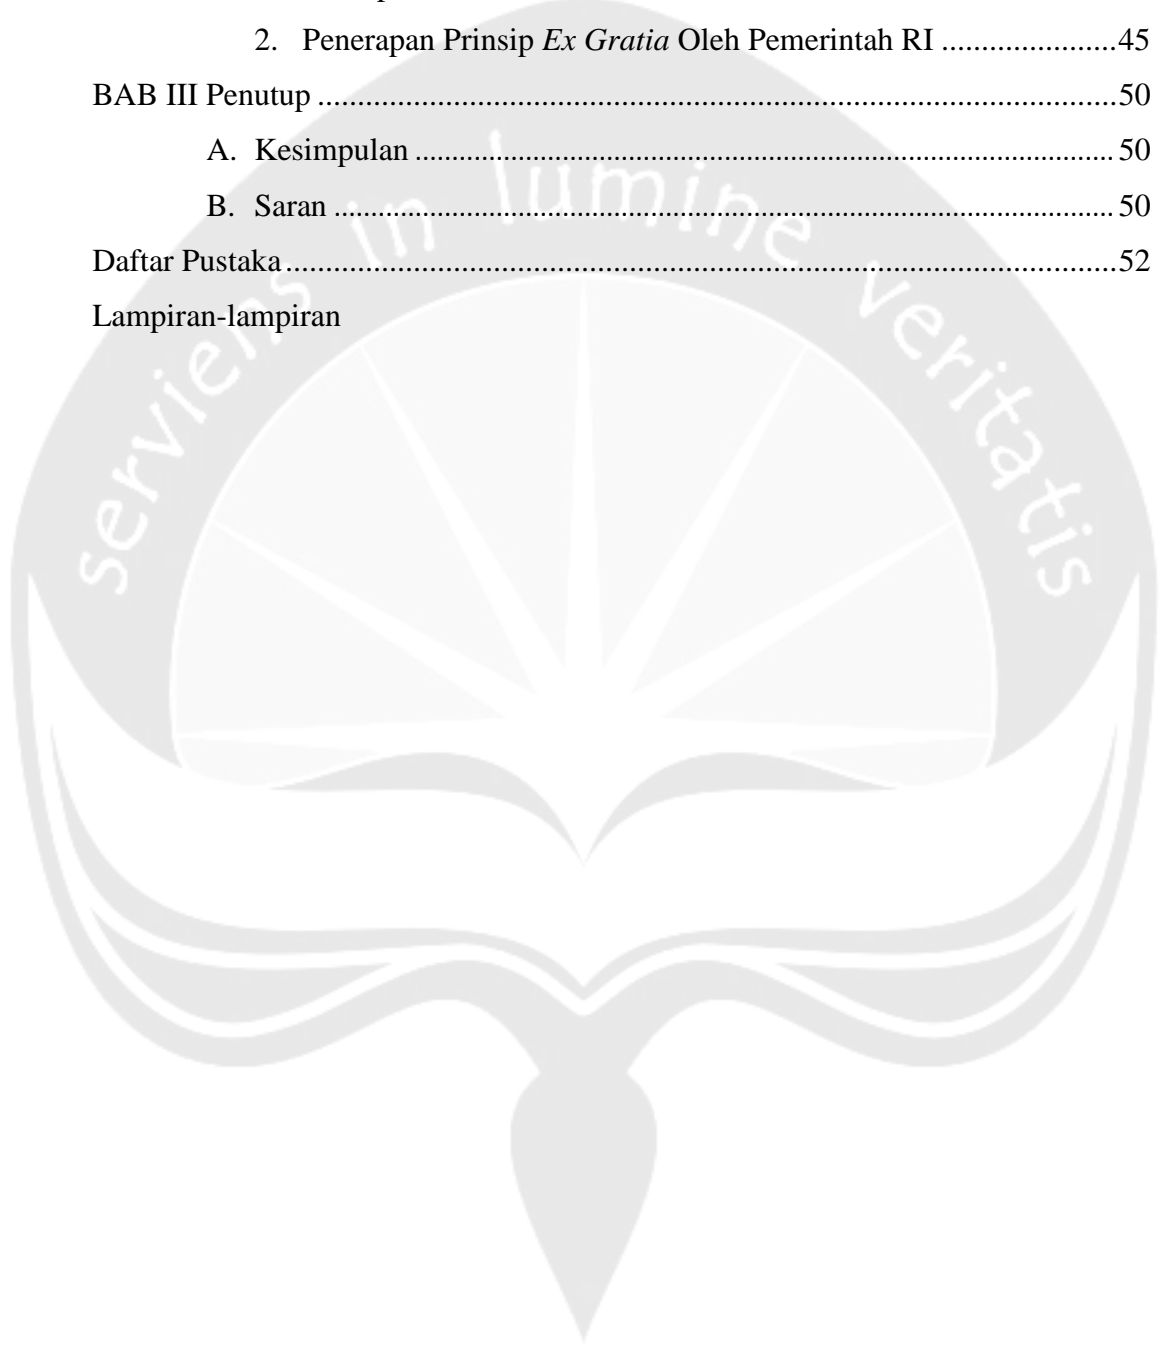 2. Penerapan Prinsip Ex Gratia Oleh Pemerintah RI ......................45
BAB III Penutup ....................................................................................................50
A. Kesimpulan ........................................................................................ 50
B. Saran .................................................................................................. 50
Daftar Pustaka........................................................................................................52
Lampiran-lampiran
serviens in lumine veritatis